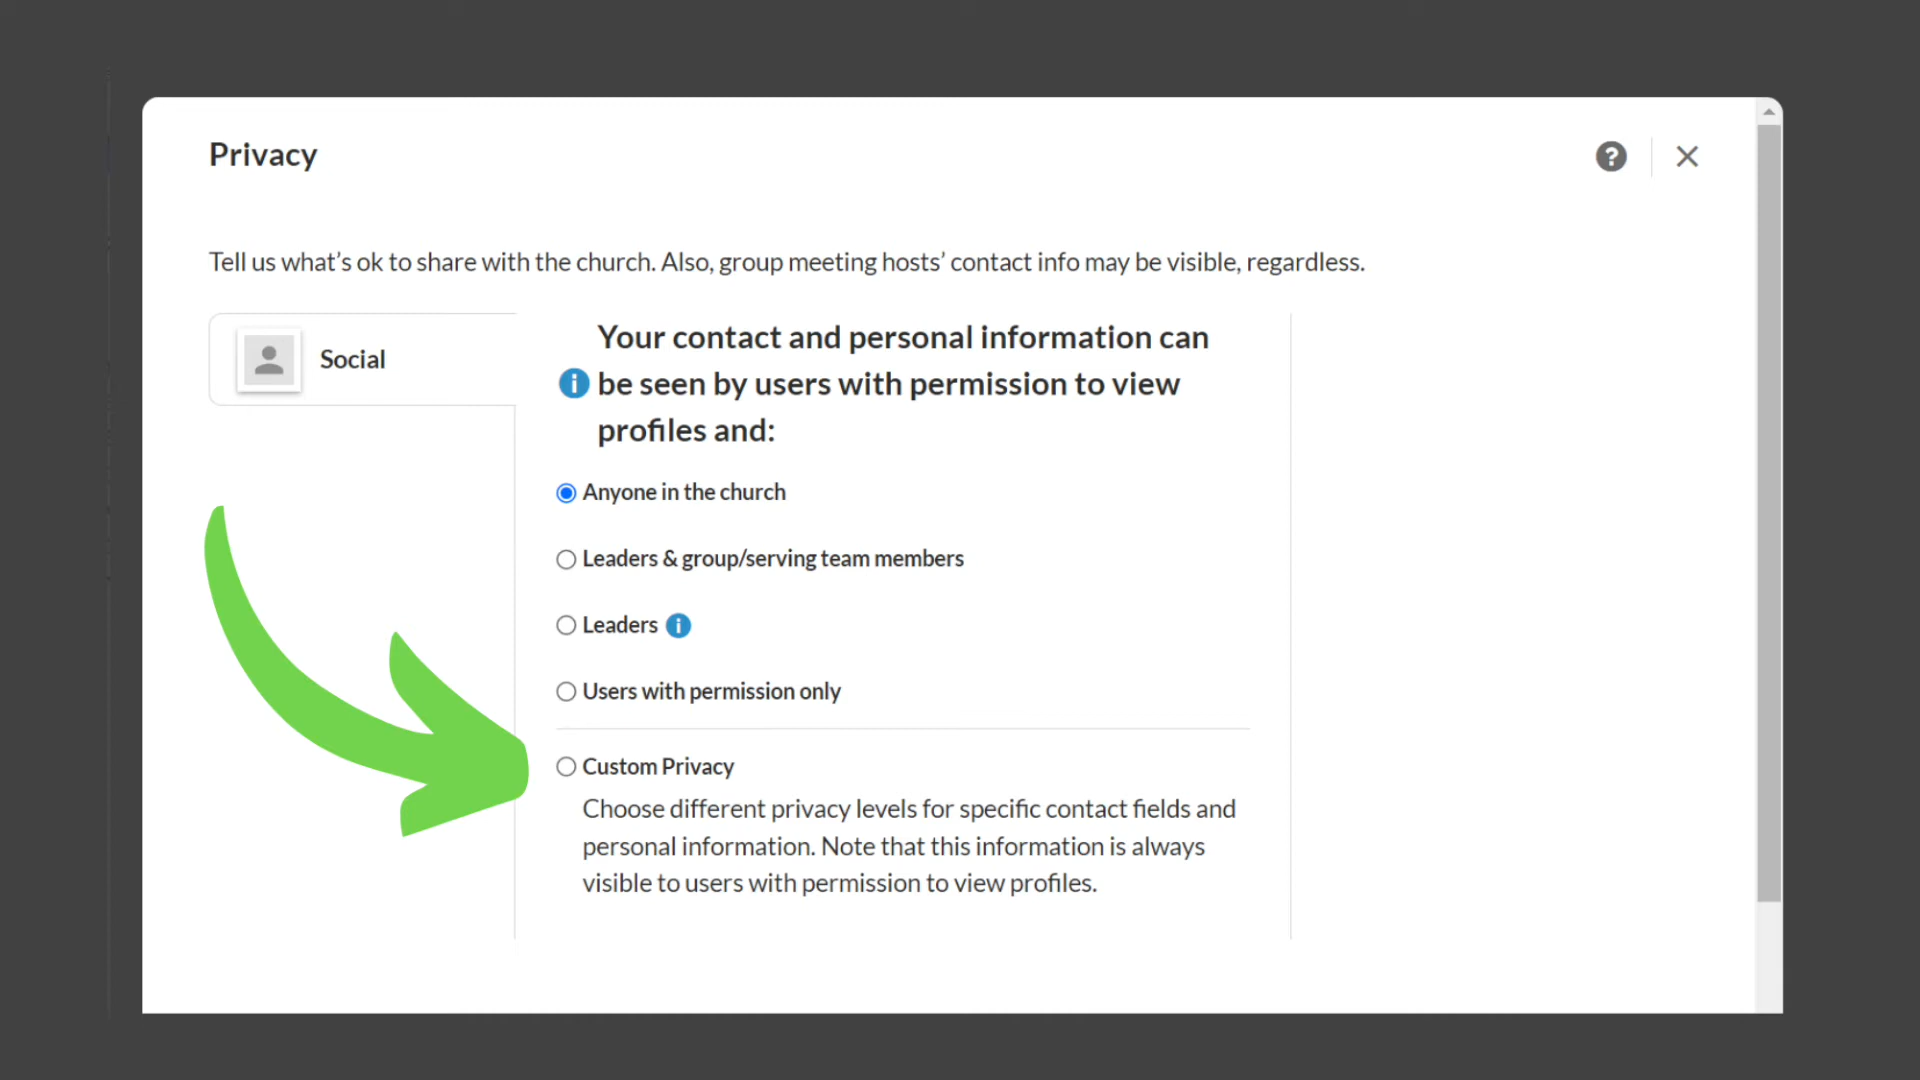 Privacy
Tell us what’s ok to share with the church. Also, group meeting hosts’ contact info may be visible, regardless.
Social
Your contact and personal information can
be seen by users with permission to view
profiles and:
Anyone in the church
Leaders & group/serving team members
Leaders
Users with permission only
Custom Privacy
Choose different privacy levels for specific contact fields and
personal information. Note that this information is always
visible to users with permission to view profiles.